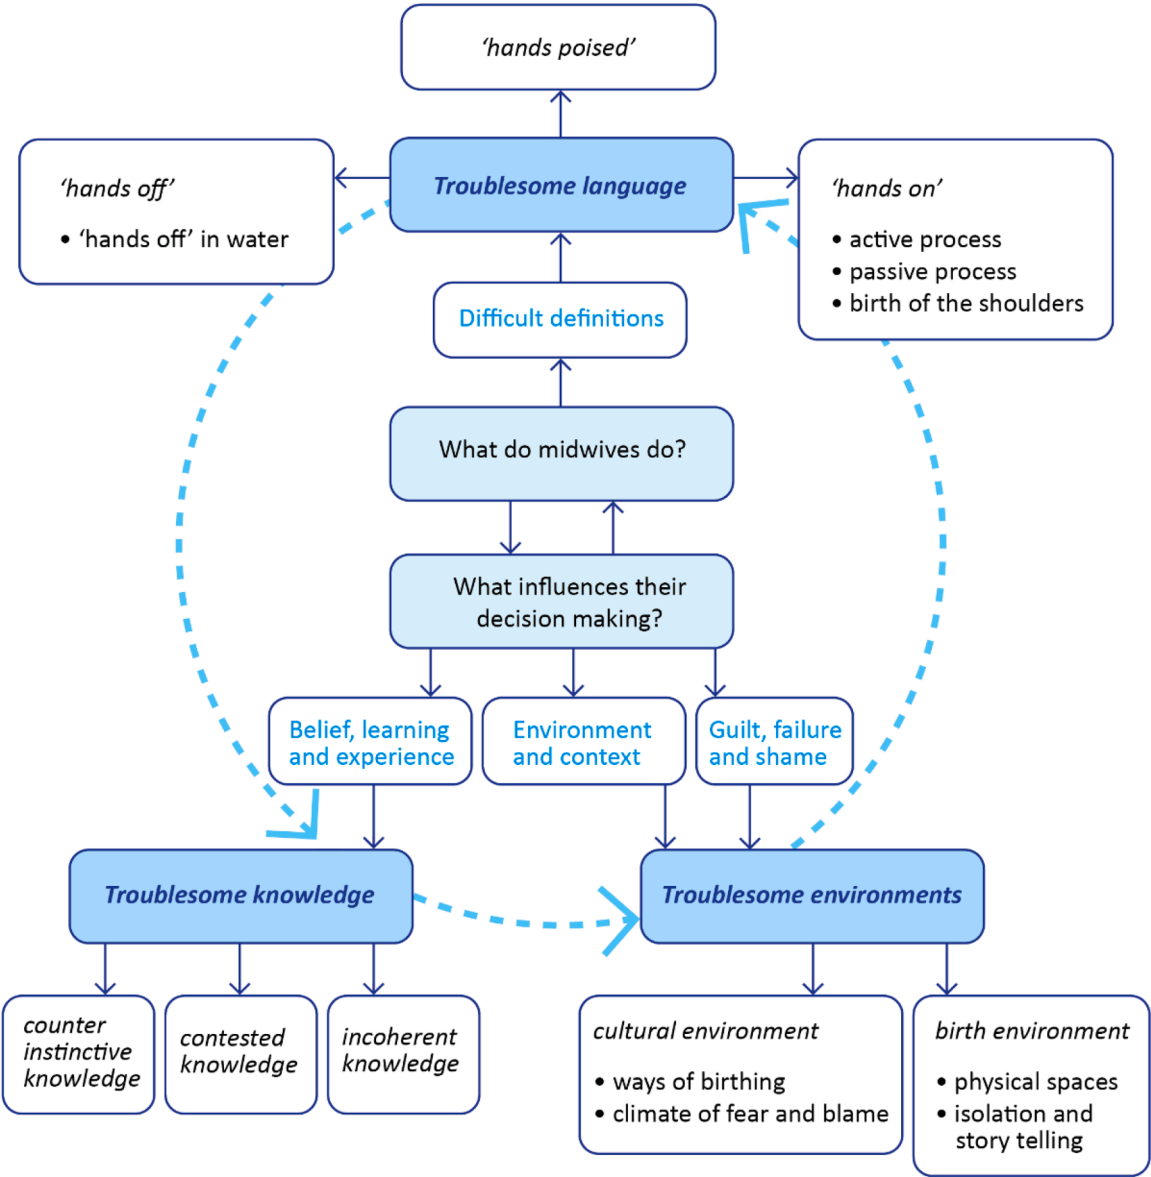 ‘hands poised’
‘hands off’
• ‘hands off’ in water
Troublesome language
‘hands on’
• active process
• passive process
• birth of the shoulders
Difficult definitions
What do midwives do?
What influences their
decision making?
Belief, learning
and experience
Environment
and context
Guilt, failure
and shame
Troublesome knowledge
Troublesome environments
counter
instinctive
knowledge
contested
knowledge
incoherent
knowledge
cultural environment
• ways of birthing
• climate of fear and blame
birth environment
• physical spaces
• isolation and
story telling